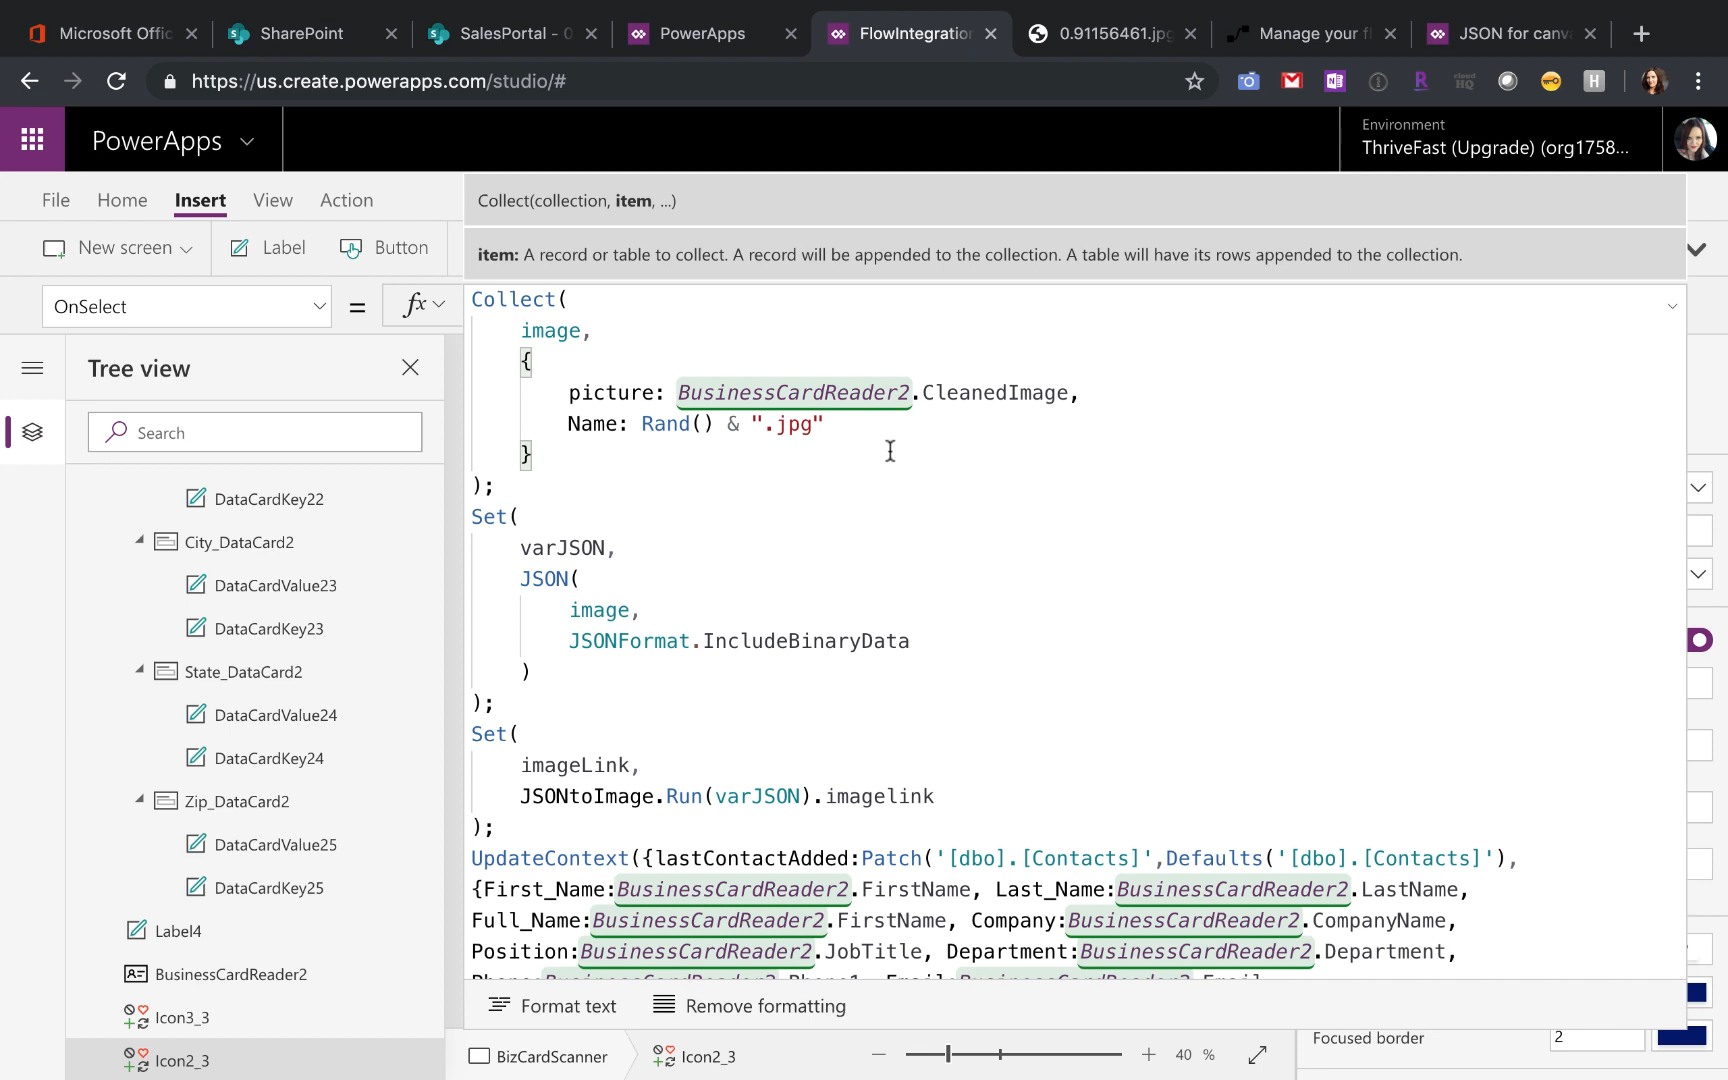 Microsoft Offic
SharePoint
SalesPortal - 0
PowerApps
FlowIntegration
0.91156461.jpg
Manage your fl
JSON for canv
https://us.create.powerapps.com/studio/#
PowerApps
Environment
ThriveFast (Upgrade) (org1758...
File Home Insert View Action
Collect(collection, item, ...)
New screen Label Button
item: A record or table to collect. A record will be appended to the collection. A table will have its rows appended to the collection.
OnSelect = fx
Collect(
image,
{
picture: BusinessCardReader2.CleanedImage,
Name: Rand() & ".jpg"
}
);
Set(
varJSON,
JSON(
image,
JSONFormat.IncludeBinaryData
)
);
Set(
imageLink,
JSONtoImage.Run(varJSON).imagelink
);
UpdateContext({lastContactAdded:Patch('[dbo].[Contacts]',Defaults('[dbo].[Contacts]'),
{First_Name:BusinessCardReader2.FirstName, Last_Name:BusinessCardReader2.LastName,
Full_Name:BusinessCardReader2.FirstName, Company:BusinessCardReader2.CompanyName,
Position:BusinessCardReader2.JobTitle, Department:BusinessCardReader2.Department,
Tree view
Search
DataCardKey22
City_DataCard2
DataCardValue23
DataCardKey23
State_DataCard2
DataCardValue24
DataCardKey24
Zip_DataCard2
DataCardValue25
DataCardKey25
Label4
BusinessCardReader2
Icon3_3
Icon2_3
Format text Remove formatting
BizCardScanner Icon2_3 40 %
Focused border 2